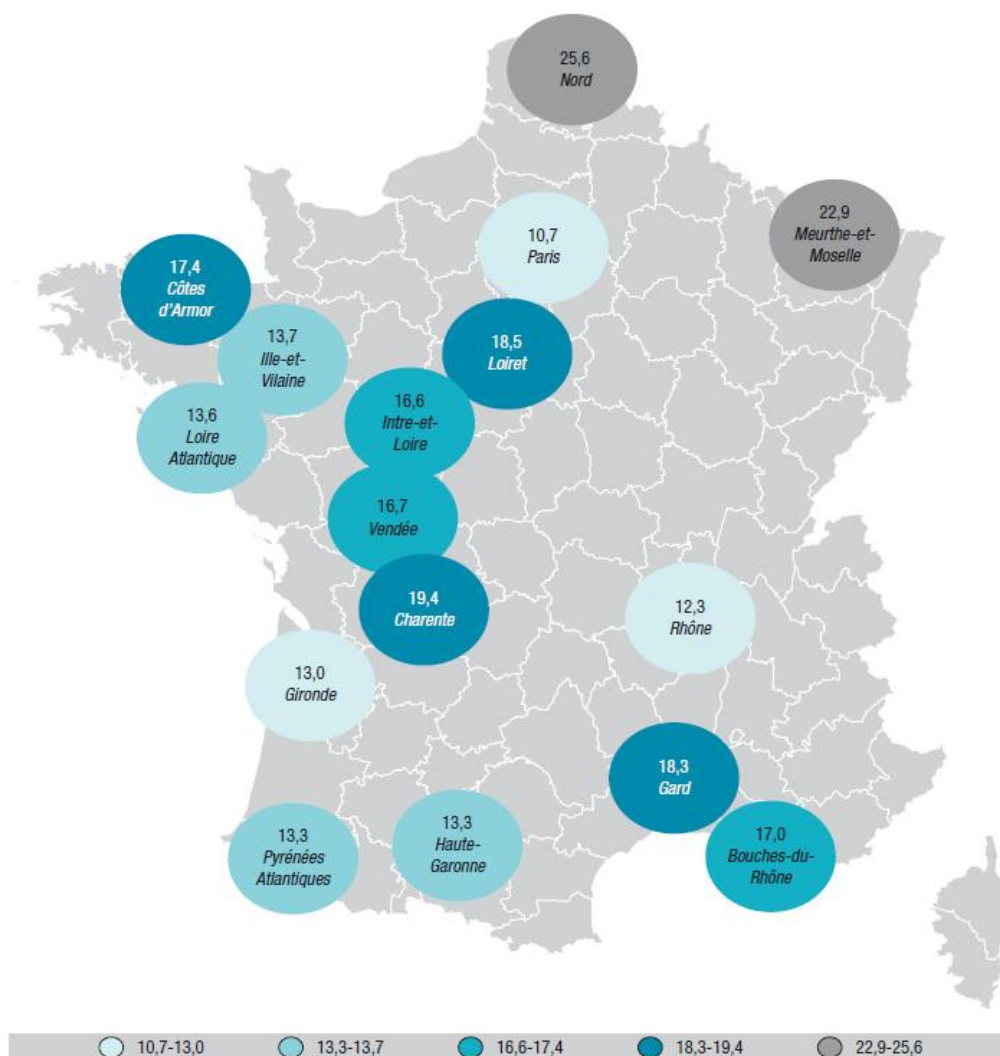 25,6
Nord
22,9
Meurthe-et-
Moselle
10,7
Paris
17,4
Côtes
d'Armor
13,7
Ille-et-
Vilaine
18,5
Loiret
13,6
Loire
Atlantique
16,6
Intre-et-
Loire
16,7
Vendée
19,4
Charente
12,3
Rhône
13,0
Gironde
18,3
Gard
13,3
Pyrénées
Atlantiques
13,3
Haute-
Garonne
17,0
Bouches-du-
Rhône
10,7-13,0
13,3-13,7
16,6-17,4
18,3-19,4
22,9-25,6